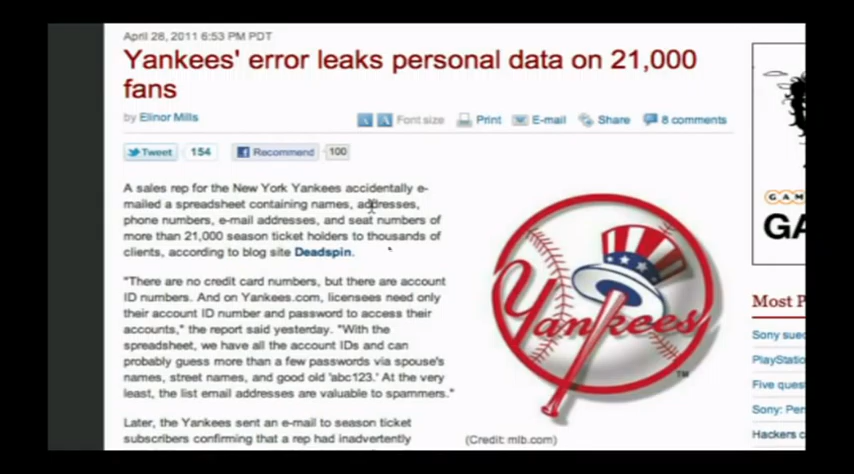 April 28, 2011 6:53 PM PDT
Yankees' error leaks personal data on 21,000
fans
by Elinor Mills
Font size
Print
E-mail
Share
8 comments
Tweet
154
Recommend
100
A sales rep for the New York Yankees accidentally e-
mailed a spreadsheet containing names, addresses,
phone numbers, e-mail addresses, and seat numbers of
more than 21,000 season ticket holders to thousands of
clients, according to blog site Deadspin.
"There are no credit card numbers, but there are account
ID numbers. And on Yankees.com, licensees need only
their account ID number and password to access their
accounts," the report said yesterday. "With the
spreadsheet, we have all the account IDs and can
probably guess more than a few passwords via spouse's
names, street names, and good old 'abc123.' At the very
least, the list email addresses are valuable to spammers."
Later, the Yankees sent an e-mail to season ticket
subscribers confirming that a rep had inadvertently
Yankees
TM
(Credit: mlb.com)
GAM
GA
Most P
Sony sued
PlayStatio
Five quest
Sony: Per
Hackers c